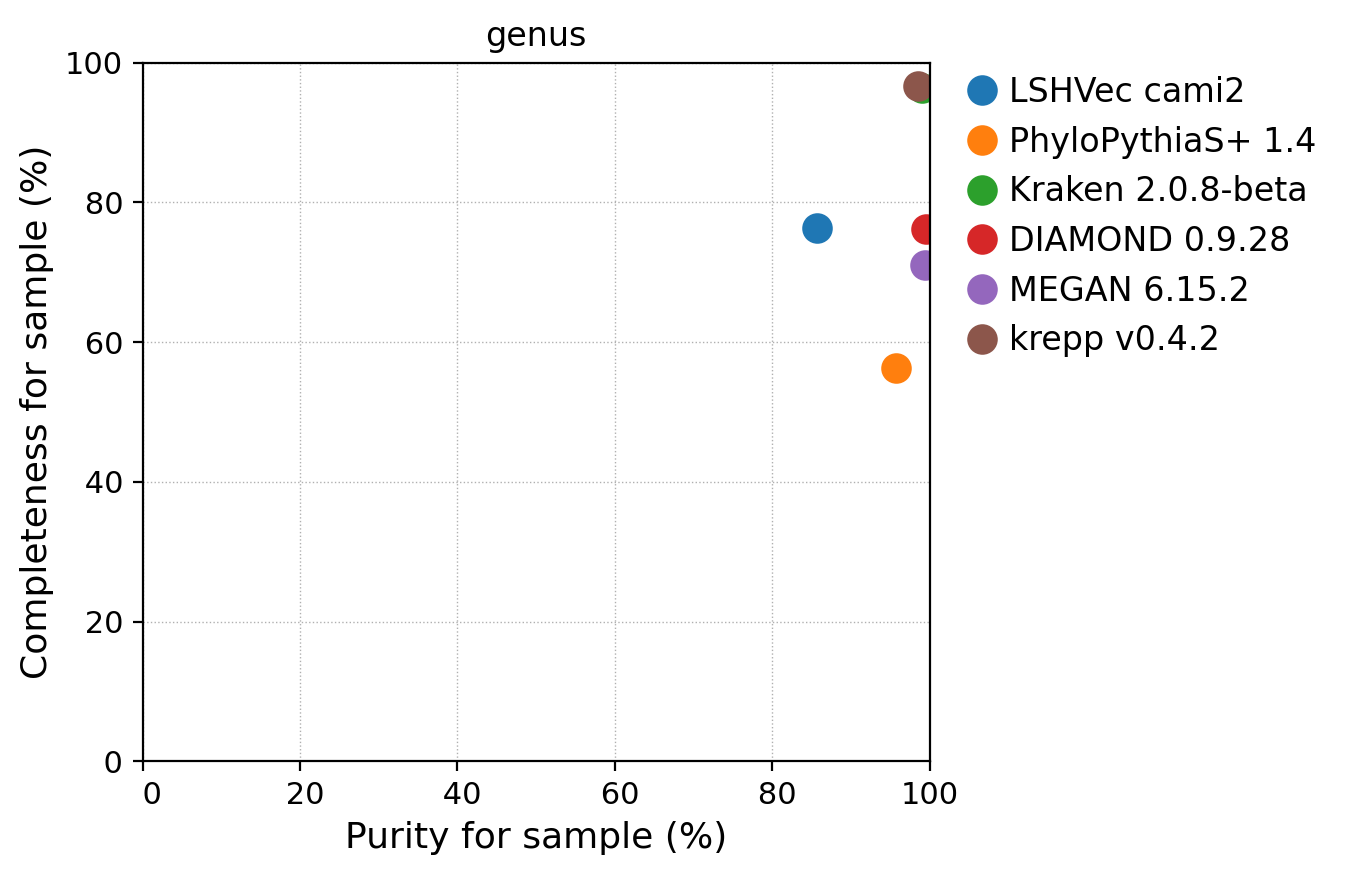 genus
Completeness for sample (%)
100
80
60
40
20
0
0 20 40 60 80 100
Purity for sample (%)
LSHVec cami2
PhyloPythiaS+ 1.4
Kraken 2.0.8-beta
DIAMOND 0.9.28
MEGAN 6.15.2
krepp v0.4.2